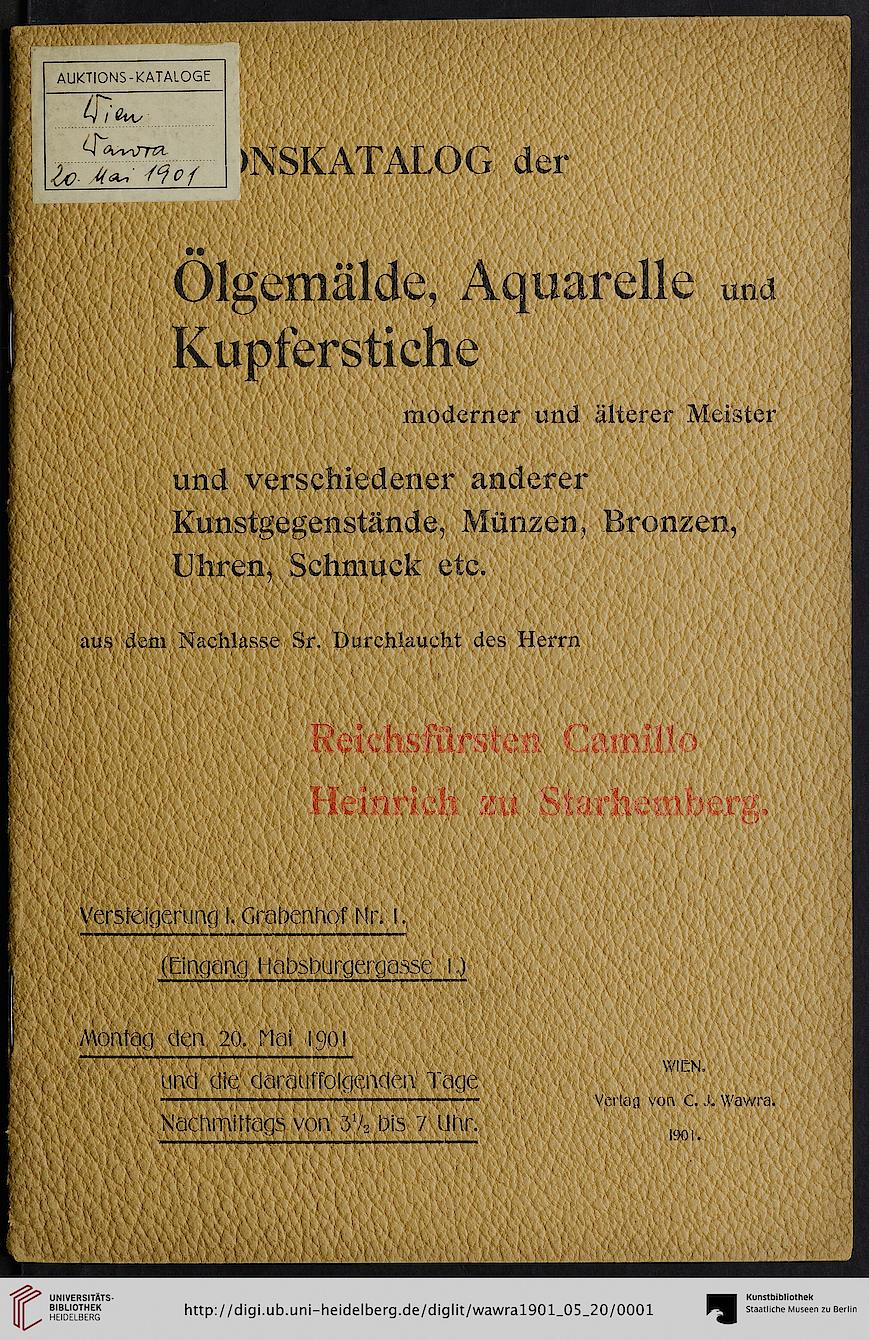 AUKTIONS-KATALOGE
Wien
Wawra
20. Mai 1901
ONSKATALOG der
Ölgemälde, Aquarelle und
Kupferstiche
moderner und älterer Meister
und verschiedener anderer
Kunstgegenstände, Münzen, Bronzen,
Uhren, Schmuck etc.
aus dem Nachlasse Sr. Durchlaucht des Herrn
Reichsfürsten Camillo
Heinrich zu Starhemberg.
Versteigerung I. Grabenhof Nr. 1.
(Eingang Habsburgergasse 1.)
Montag den 20. Mai 1901
und die darauffolgenden Tage
Nachmittags von 3½ bis 7 Uhr.
WIEN.
Verlag von C. J. Wawra.
1901.
UNIVERSITÄTS-
BIBLIOTHEK
HEIDELBERG
http://digi.ub.uni-heidelberg.de/diglit/wawra1901_05_20/0001
Kunstbibliothek
Staatliche Museen zu Berlin